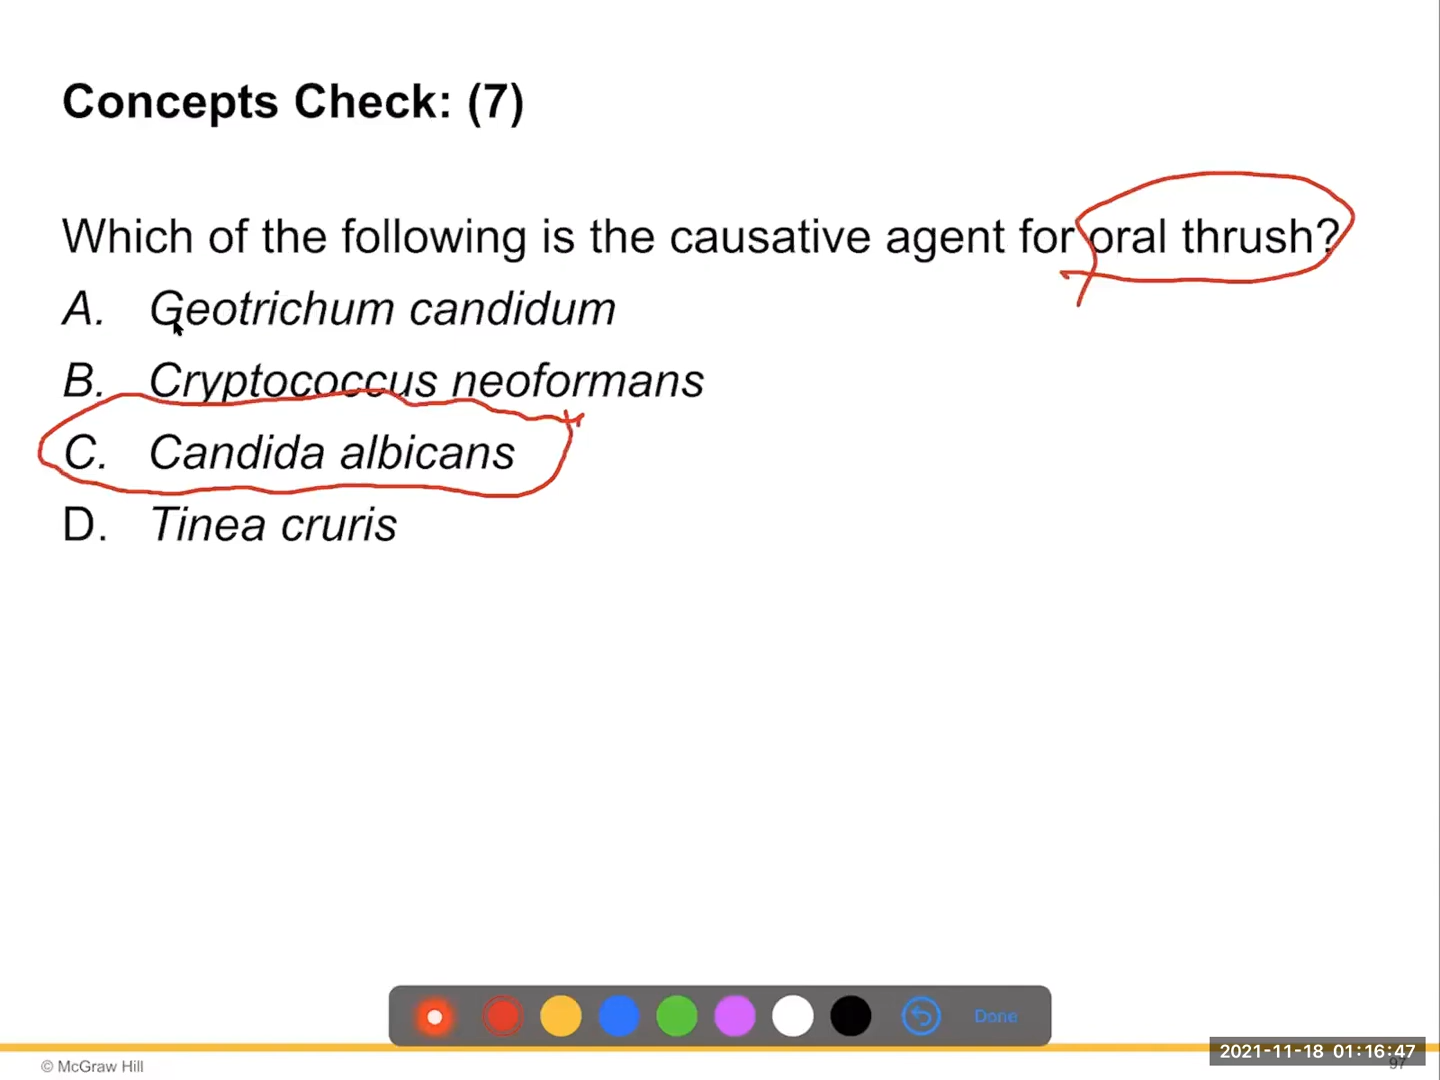 Concepts Check: (7)
Which of the following is the causative agent for oral thrush?
A. Geotrichum candidum
B. Cryptococcus neoformans
C. Candida albicans
D. Tinea cruris
Done
2021-11-18 01:16:47
© McGraw Hill
97